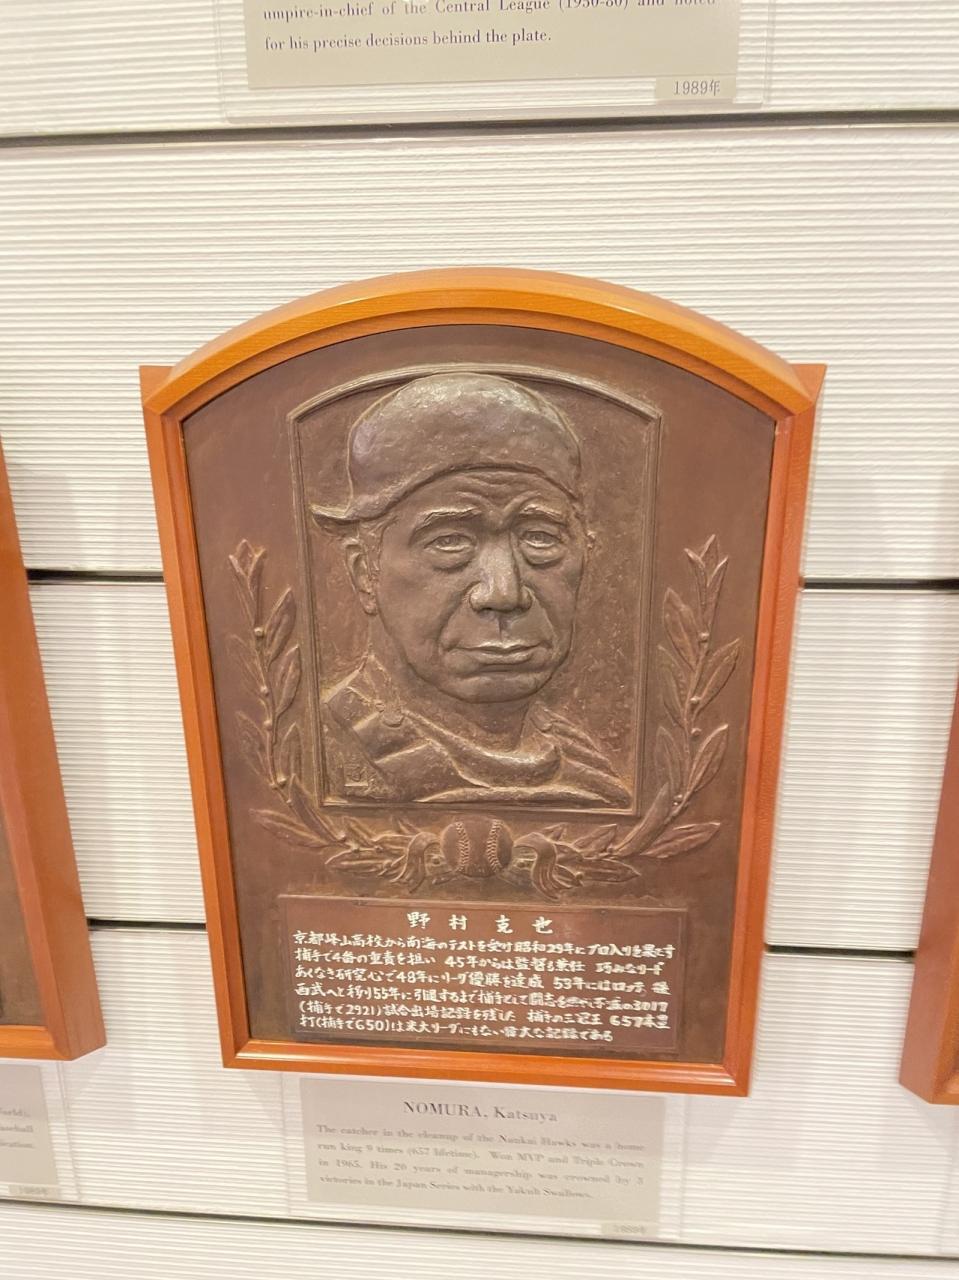 umpire-in-chief of the Central League (1950-80) and noted
for his precise decisions behind the plate.
1989年
野村克也
京都峰山高校から南海のテストを受け昭和29年にプロ入りを果たす
捕手で4番の重責を担い 45年からは監督も兼任 巧みなリード
あくなき研究心で48年にリーグ優勝を達成 53年にはロッテ 後
西武へと移り55年に引退するまで捕手として闘志を燃やし 3017
(捕手で2921)試合出場記録を残した 捕手の三冠王 657本塁
打(捕手で650)は米大リーグにもない偉大な記録である
NOMURA, Katsuya
The catcher in the cleanup of the Nankai Hawks was a home
run king 9 times (657 lifetime). Won MVP and Triple Crown
in 1965. His 20 years of managership was crowned by 3
victories in the Japan Series with the Yakult Swallows.
1989年